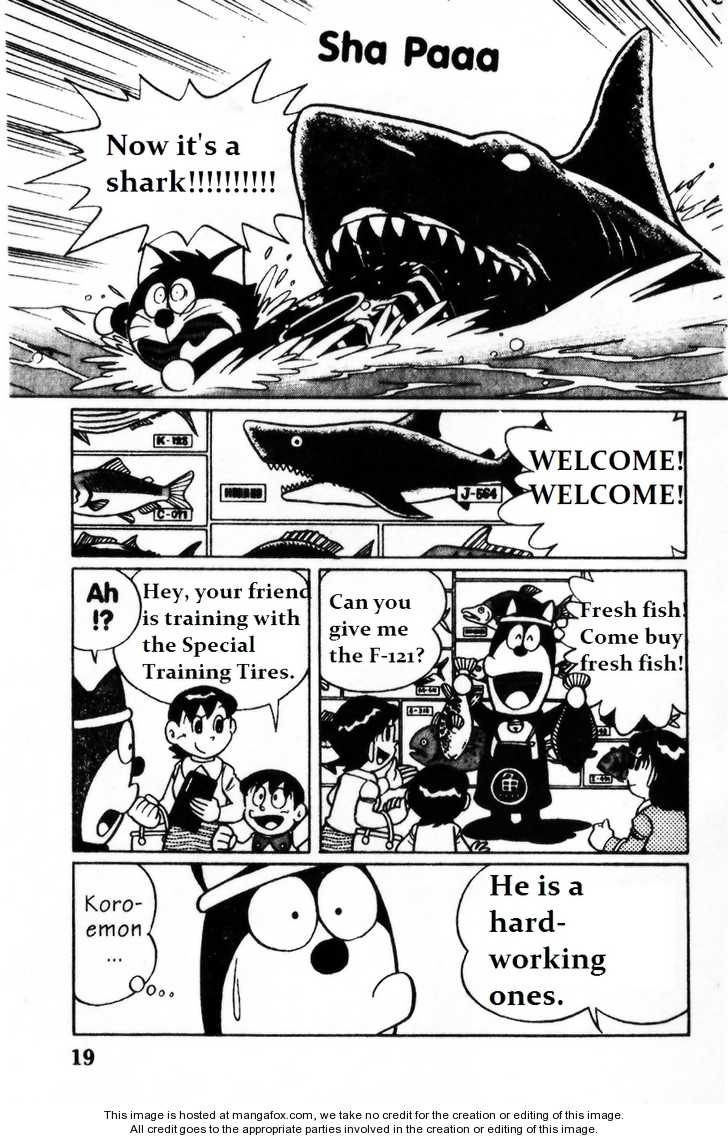 Sha Paaa
Now it's a
shark!!!!!!!!!!
K-123
C-071
J-564
WELCOME!
WELCOME!
Ah
!?
Hey, your friend
is training with
the Special
Training Tires.
Can you
give me
the F-121?
Fresh fish!
Come buy
fresh fish!
魚
Koro-
emon
...
He is a
hard-
working
ones.
19
This image is hosted at mangafox.com, we take no credit for the creation or editing of this image.
All credit goes to the appropriate parties involved in the creation or editing of this image.